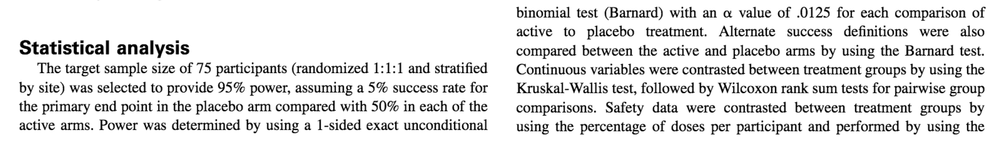 Statistical analysis
The target sample size of 75 participants (randomized 1:1:1 and stratified
by site) was selected to provide 95% power, assuming a 5% success rate for
the primary end point in the placebo arm compared with 50% in each of the
active arms. Power was determined by using a 1-sided exact unconditional
binomial test (Barnard) with an α value of .0125 for each comparison of
active to placebo treatment. Alternate success definitions were also
compared between the active and placebo arms by using the Barnard test.
Continuous variables were contrasted between treatment groups by using the
Kruskal-Wallis test, followed by Wilcoxon rank sum tests for pairwise group
comparisons. Safety data were contrasted between treatment groups by
using the percentage of doses per participant and performed by using the